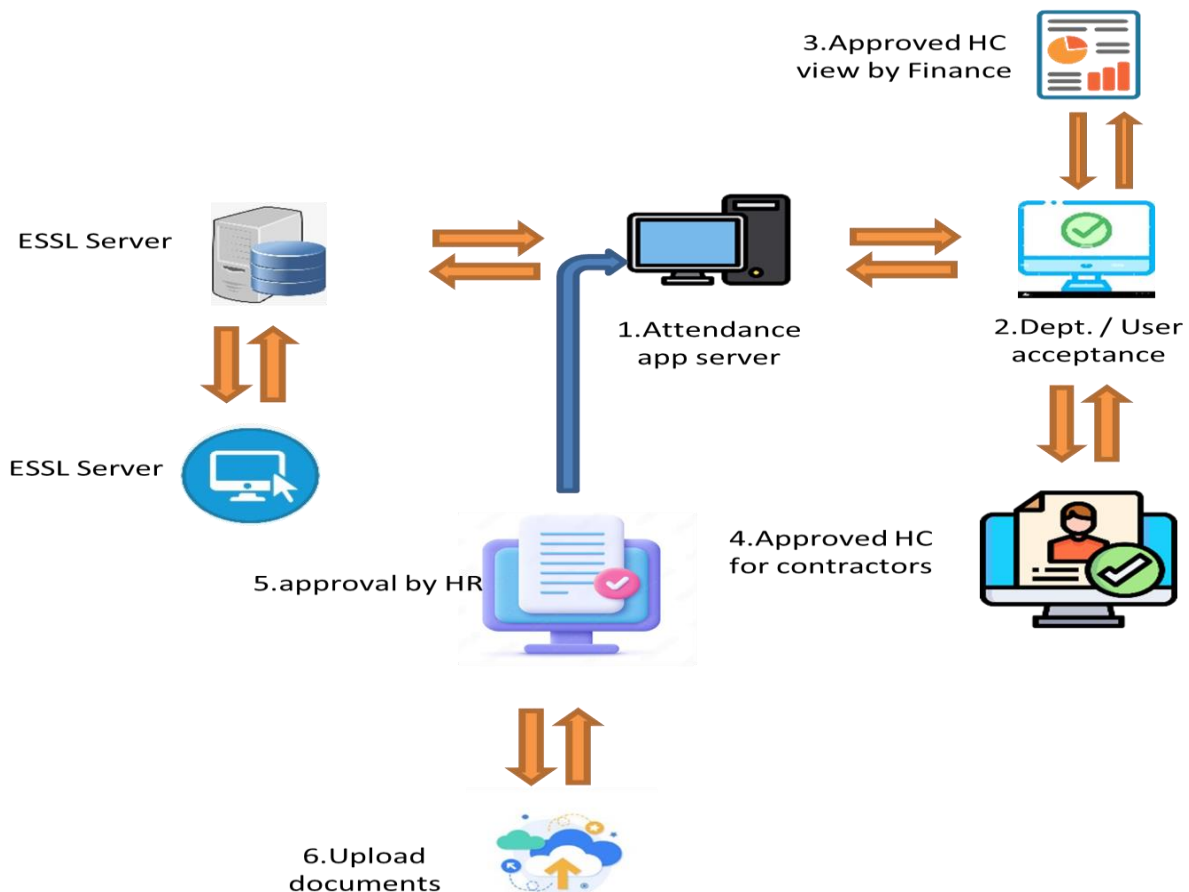 3.Approved HC
view by Finance
ESSL Server
1.Attendance
app server
2.Dept. / User
acceptance
ESSL Server
4.Approved HC
for contractors
5.approval by HR
6.Upload
documents